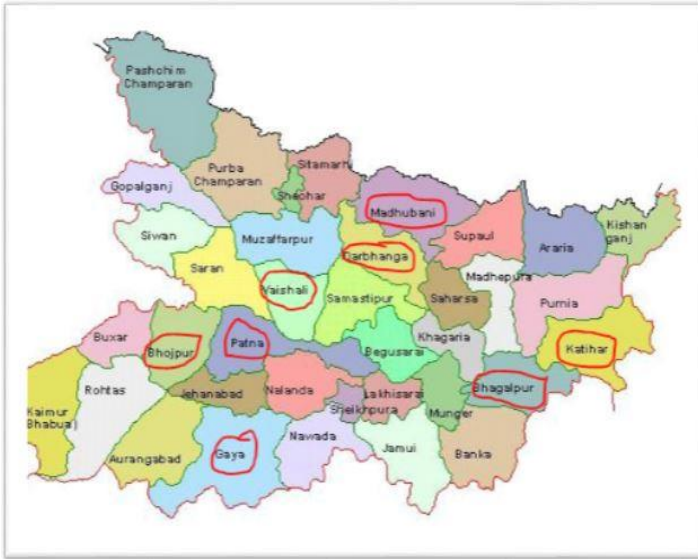 Pashchim
Champaran
Purba
Champaran
Sitamarhi
Sheohar
Gopalganj
Madhubani
Kishan
ganj
Siwan
Muzaffarpur
Supaul
Araria
Darbhanga
Saran
Madhepura
Vaishali
Samastipur
Saharsa
Purnia
Buxar
Bhojpur
Patna
Begusarai
Khagaria
Katihar
Rohtas
Jehanabad
Nalanda
Lakhisarai
Bhagalpur
Kaimur
Bhabua)
Sheikhpura
Munger
Aurangabad
Gaya
Nawada
Jamui
Banka